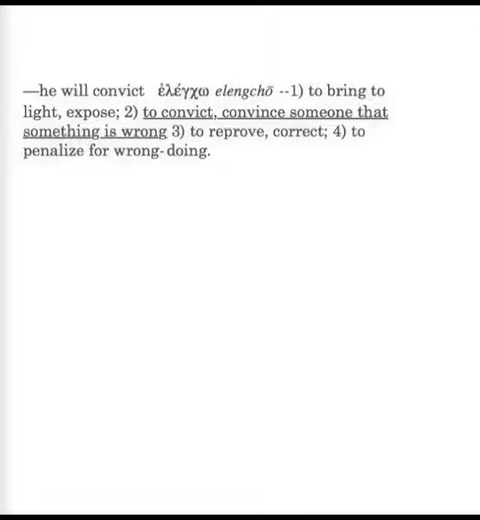 —he will convict ἐλέγχω elengchō --1) to bring to
light, expose; 2) to convict, convince someone that
something is wrong 3) to reprove, correct; 4) to
penalize for wrong-doing.